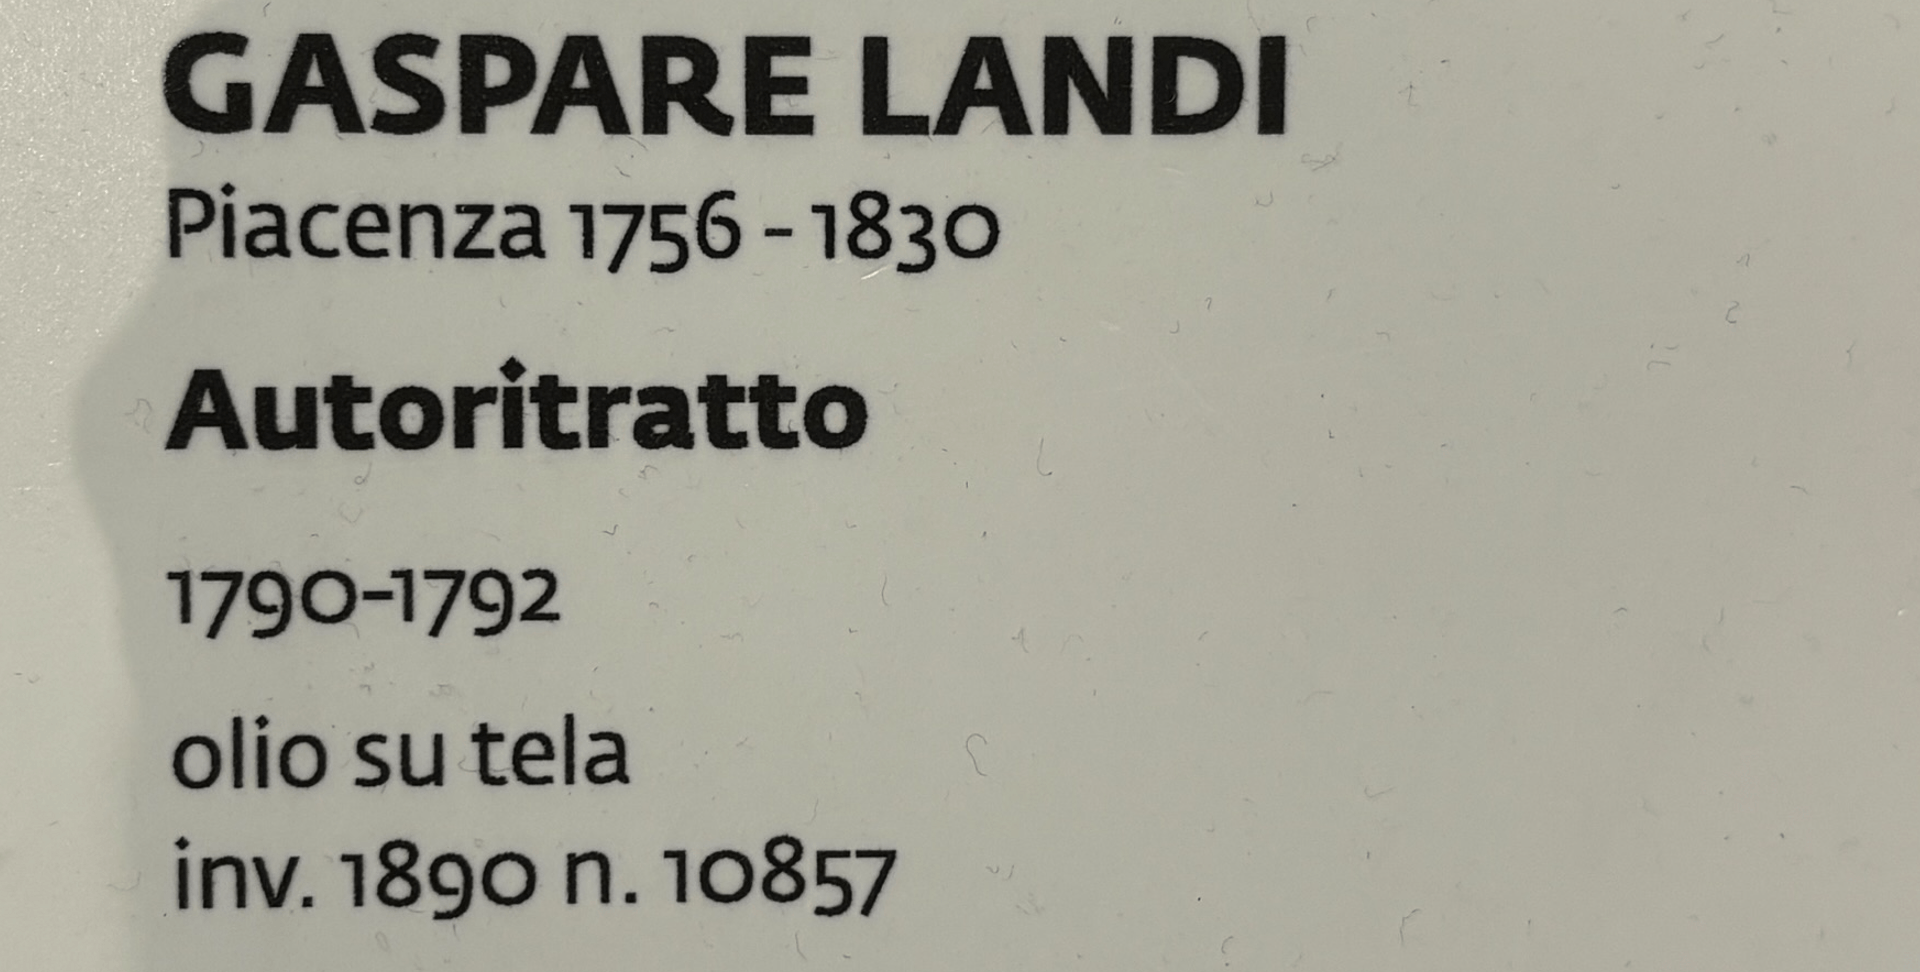 GASPARE LANDI
Piacenza 1756 - 1830
Autoritratto
1790-1792
olio su tela
inv. 1890 n. 10857